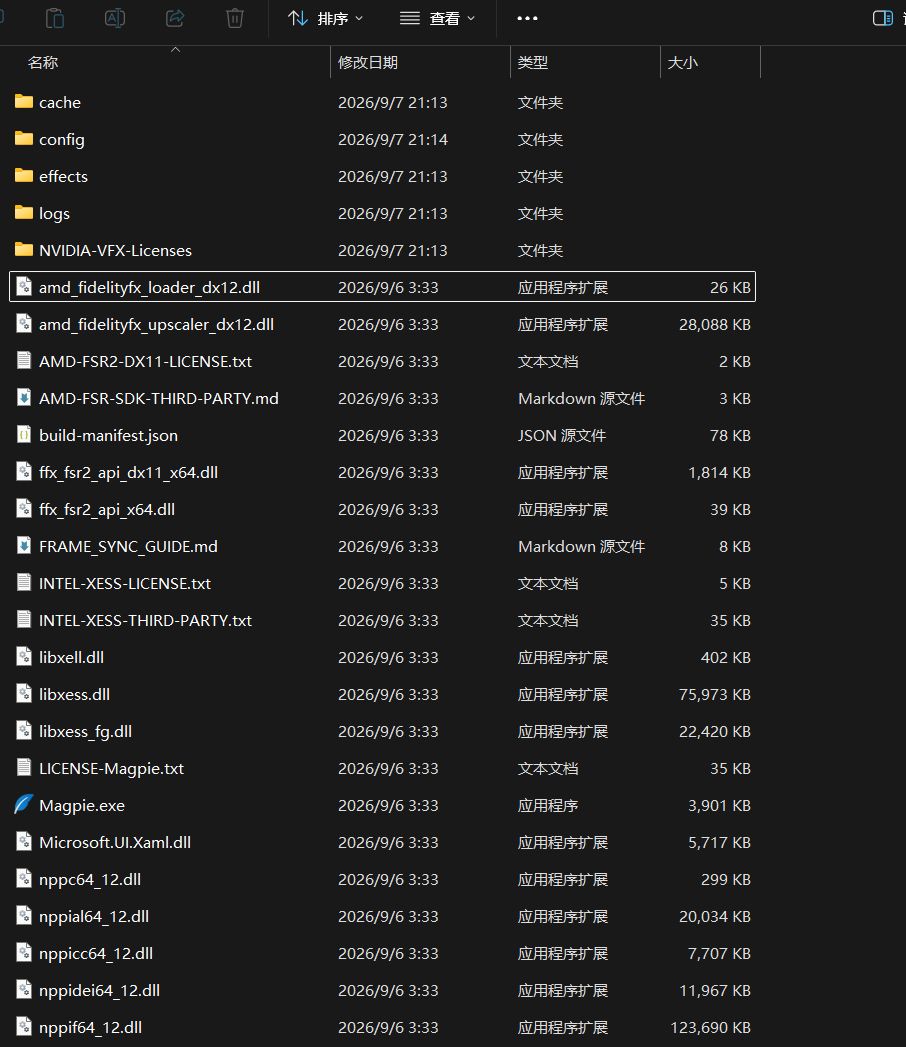 排序 查看
名称 修改日期 类型 大小
cache 2026/9/7 21:13 文件夹
config 2026/9/7 21:14 文件夹
effects 2026/9/7 21:13 文件夹
logs 2026/9/7 21:13 文件夹
NVIDIA-VFX-Licenses 2026/9/7 21:13 文件夹
amd_fidelityfx_loader_dx12.dll 2026/9/6 3:33 应用程序扩展 26 KB
amd_fidelityfx_upscaler_dx12.dll 2026/9/6 3:33 应用程序扩展 28,088 KB
AMD-FSR2-DX11-LICENSE.txt 2026/9/6 3:33 文本文档 2 KB
AMD-FSR-SDK-THIRD-PARTY.md 2026/9/6 3:33 Markdown 源文件 3 KB
build-manifest.json 2026/9/6 3:33 JSON 源文件 78 KB
ffx_fsr2_api_dx11_x64.dll 2026/9/6 3:33 应用程序扩展 1,814 KB
ffx_fsr2_api_x64.dll 2026/9/6 3:33 应用程序扩展 39 KB
FRAME_SYNC_GUIDE.md 2026/9/6 3:33 Markdown 源文件 8 KB
INTEL-XESS-LICENSE.txt 2026/9/6 3:33 文本文档 5 KB
INTEL-XESS-THIRD-PARTY.txt 2026/9/6 3:33 文本文档 35 KB
libxell.dll 2026/9/6 3:33 应用程序扩展 402 KB
libxess.dll 2026/9/6 3:33 应用程序扩展 75,973 KB
libxess_fg.dll 2026/9/6 3:33 应用程序扩展 22,420 KB
LICENSE-Magpie.txt 2026/9/6 3:33 文本文档 35 KB
Magpie.exe 2026/9/6 3:33 应用程序 3,901 KB
Microsoft.UI.Xaml.dll 2026/9/6 3:33 应用程序扩展 5,717 KB
nppc64_12.dll 2026/9/6 3:33 应用程序扩展 299 KB
nppial64_12.dll 2026/9/6 3:33 应用程序扩展 20,034 KB
nppicc64_12.dll 2026/9/6 3:33 应用程序扩展 7,707 KB
nppidei64_12.dll 2026/9/6 3:33 应用程序扩展 11,967 KB
nppif64_12.dll 2026/9/6 3:33 应用程序扩展 123,690 KB